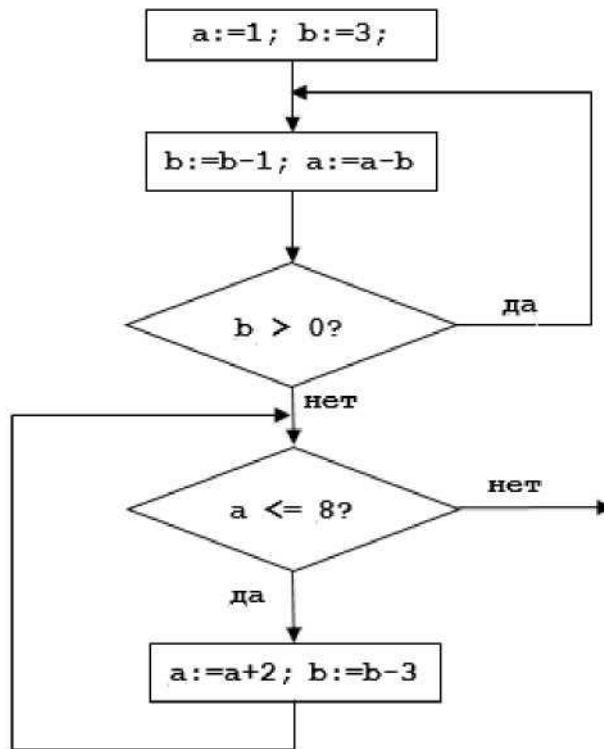 a:=1; b:=3;
b:=b-1; a:=a-b
b > 0?
да
нет
a <= 8?
нет
да
a:=a+2; b:=b-3